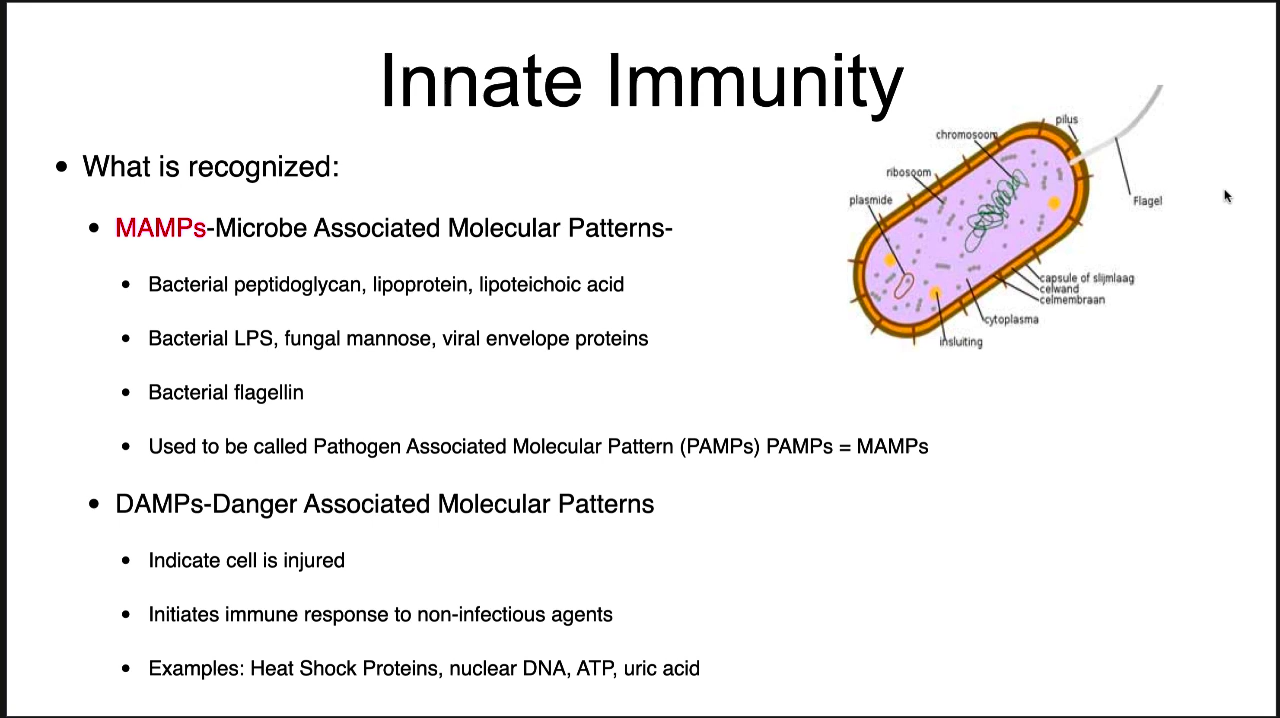 Innate Immunity
• What is recognized:
• MAMPs-Microbe Associated Molecular Patterns-
• Bacterial peptidoglycan, lipoprotein, lipoteichoic acid
• Bacterial LPS, fungal mannose, viral envelope proteins
• Bacterial flagellin
• Used to be called Pathogen Associated Molecular Pattern (PAMPs) PAMPs = MAMPs
• DAMPs-Danger Associated Molecular Patterns
• Indicate cell is injured
• Initiates immune response to non-infectious agents
• Examples: Heat Shock Proteins, nuclear DNA, ATP, uric acid
pilus
chromosoom
ribosoom
plasmide
Flagel
capsule of slijmlaag
celwand
celmembraan
cytoplasma
insluiting